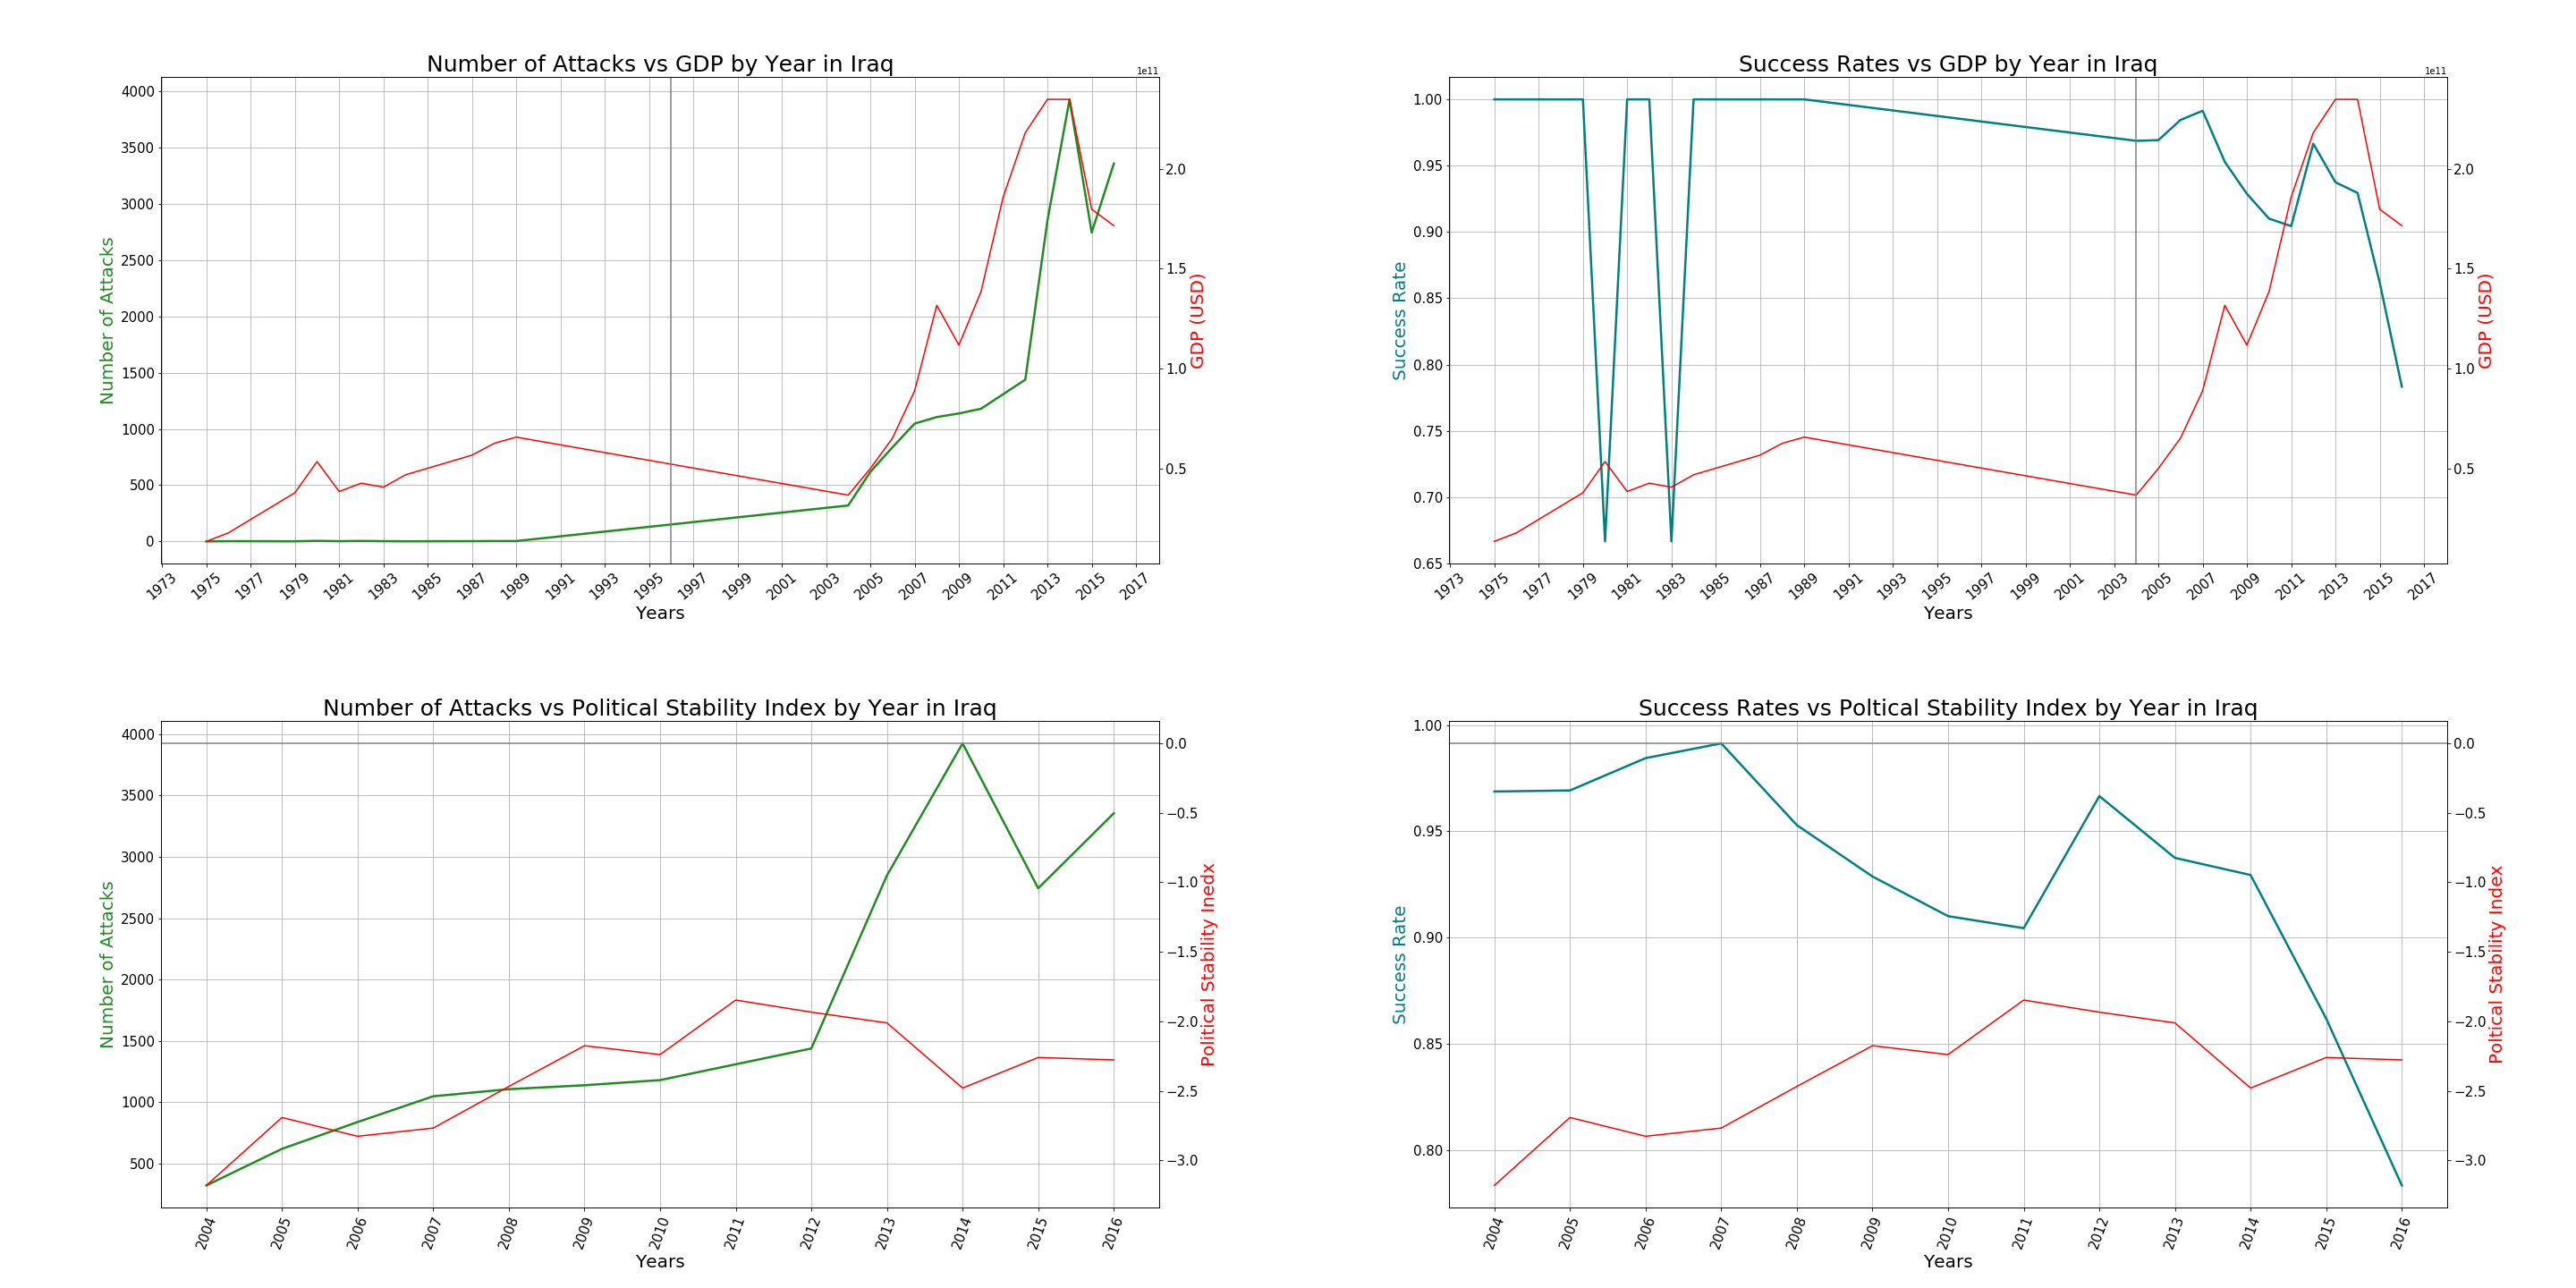 Number of Attacks vs GDP by Year in Iraq
1e11
4000
3500
3000
2500
2000
1500
1000
500
0
Number of Attacks
2.0
1.5
1.0
0.5
GDP (USD)
1973 1975 1977 1979 1981 1983 1985 1987 1989 1991 1993 1995 1997 1999 2001 2003 2005 2007 2009 2011 2013 2015 2017
Years
Success Rates vs GDP by Year in Iraq
1e11
1.00
0.95
0.90
0.85
0.80
0.75
0.70
0.65
Success Rate
2.0
1.5
1.0
0.5
GDP (USD)
1973 1975 1977 1979 1981 1983 1985 1987 1989 1991 1993 1995 1997 1999 2001 2003 2005 2007 2009 2011 2013 2015 2017
Years
Number of Attacks vs Political Stability Index by Year in Iraq
4000
3500
3000
2500
2000
1500
1000
500
Number of Attacks
0.0
−0.5
−1.0
−1.5
−2.0
−2.5
−3.0
Political Stability Inedx
2004 2005 2006 2007 2008 2009 2010 2011 2012 2013 2014 2015 2016
Years
Success Rates vs Poltical Stability Index by Year in Iraq
1.00
0.95
0.90
0.85
0.80
Success Rate
0.0
−0.5
−1.0
−1.5
−2.0
−2.5
−3.0
Poltical Stability Index
2004 2005 2006 2007 2008 2009 2010 2011 2012 2013 2014 2015 2016
Years